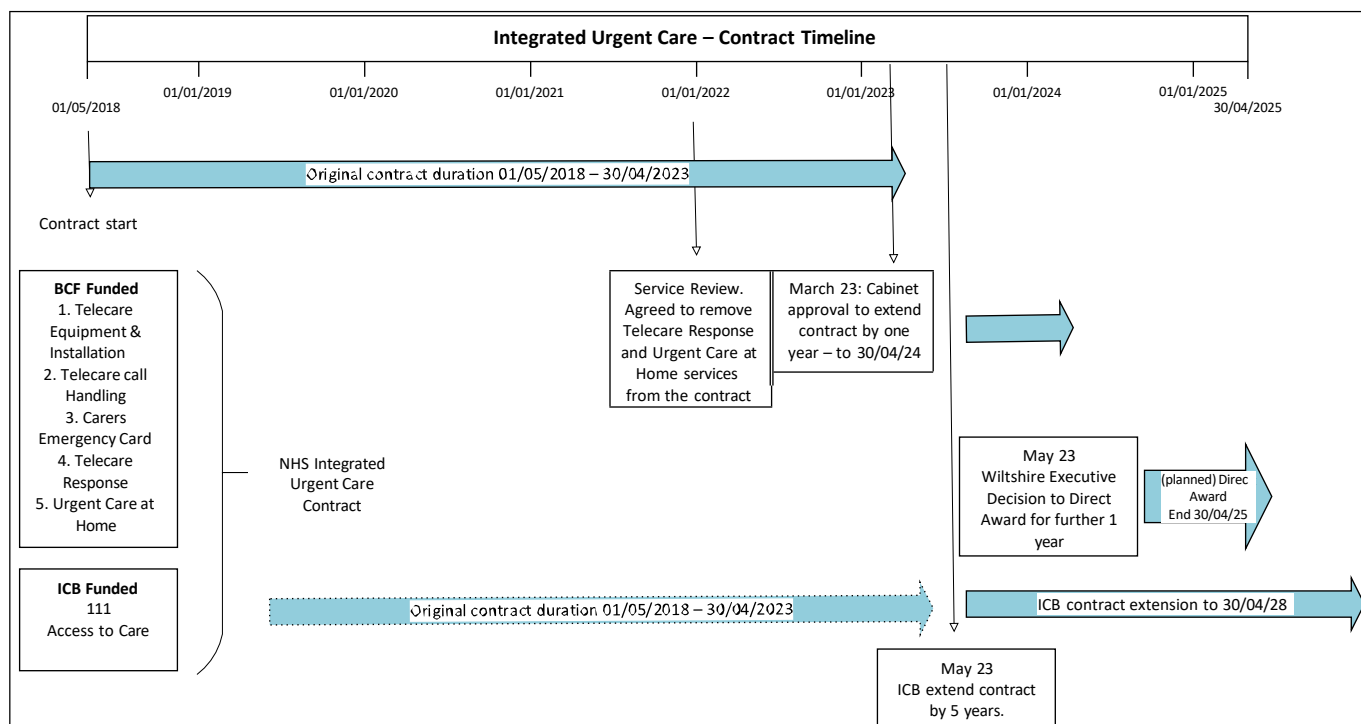 Integrated Urgent Care – Contract Timeline
01/05/2018
01/01/2019
01/01/2020
01/01/2021
01/01/2022
01/01/2023
01/01/2024
01/01/2025
30/04/2025
Original contract duration 01/05/2018 – 30/04/2023
Contract start
BCF Funded
1. Telecare
Equipment &
Installation
2. Telecare call
Handling
3. Carers
Emergency Card
4. Telecare
Response
5. Urgent Care at
Home
NHS Integrated
Urgent Care
Contract
Service Review.
Agreed to remove
Telecare Response
and Urgent Care at
Home services
from the contract
March 23: Cabinet
approval to extend
contract by one
year – to 30/04/24
May 23
Wiltshire Executive
Decision to Direct
Award for further 1
year
(planned) Direc
Award
End 30/04/25
ICB Funded
111
Access to Care
Original contract duration 01/05/2018 – 30/04/2023
ICB contract extension to 30/04/28
May 23
ICB extend contract
by 5 years.